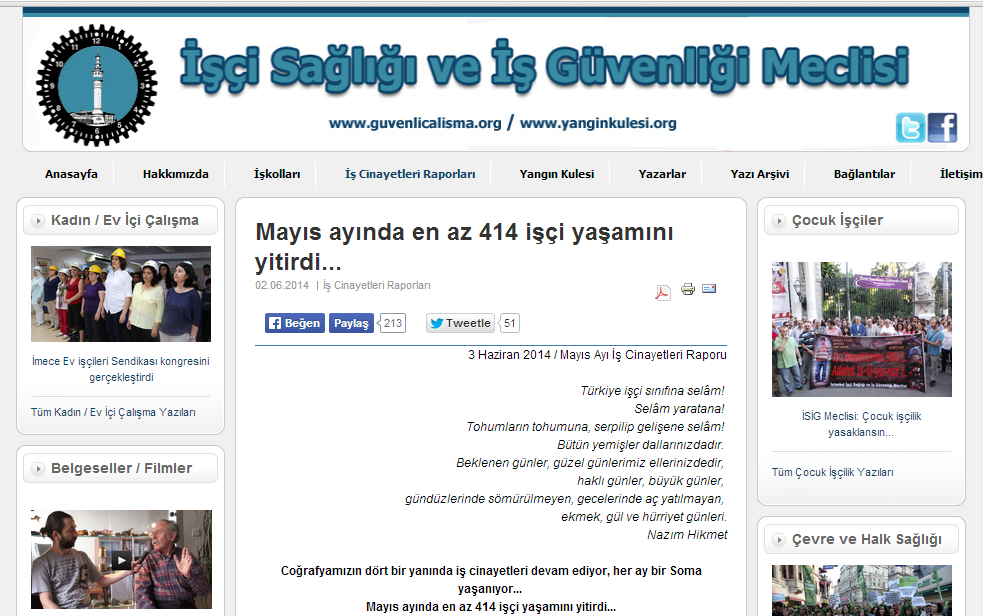 İşçi Sağlığı ve İş Güvenliği Meclisi
www.guvenlicalisma.org / www.yanginkulesi.org
Anasayfa
Hakkımızda
İşkolları
İş Cinayetleri Raporları
Yangın Kulesi
Yazarlar
Yazı Arşivi
Bağlantılar
İletişim
Kadın / Ev İçi Çalışma
İmece Ev işçileri Sendikası kongresini
gerçekleştirdi
Tüm Kadın / Ev İçi Çalışma Yazıları
Belgeseller / Filmler
Mayıs ayında en az 414 işçi yaşamını
yitirdi...
02.06.2014 | İş Cinayetleri Raporları
Beğen Paylaş 213 Tweetle 51
3 Haziran 2014 / Mayıs Ayı İş Cinayetleri Raporu
Türkiye işçi sınıfına selâm!
Selâm yaratana!
Tohumların tohumuna, serpilip gelişene selâm!
Bütün yemişler dallarınızdadır.
Beklenen günler, güzel günlerimiz ellerinizdedir,
haklı günler, büyük günler,
gündüzlerinde sömürülmeyen, gecelerinde aç yatılmayan,
ekmek, gül ve hürriyet günleri.
Nazım Hikmet
Coğrafyamızın dört bir yanında iş cinayetleri devam ediyor, her ay bir Soma
yaşanıyor...
Mayıs ayında en az 414 işçi yaşamını yitirdi...
Çocuk İşçiler
İSİG Meclisi: Çocuk işçilik
yasaklansın...
Tüm Çocuk İşçilik Yazıları
Çevre ve Halk Sağlığı